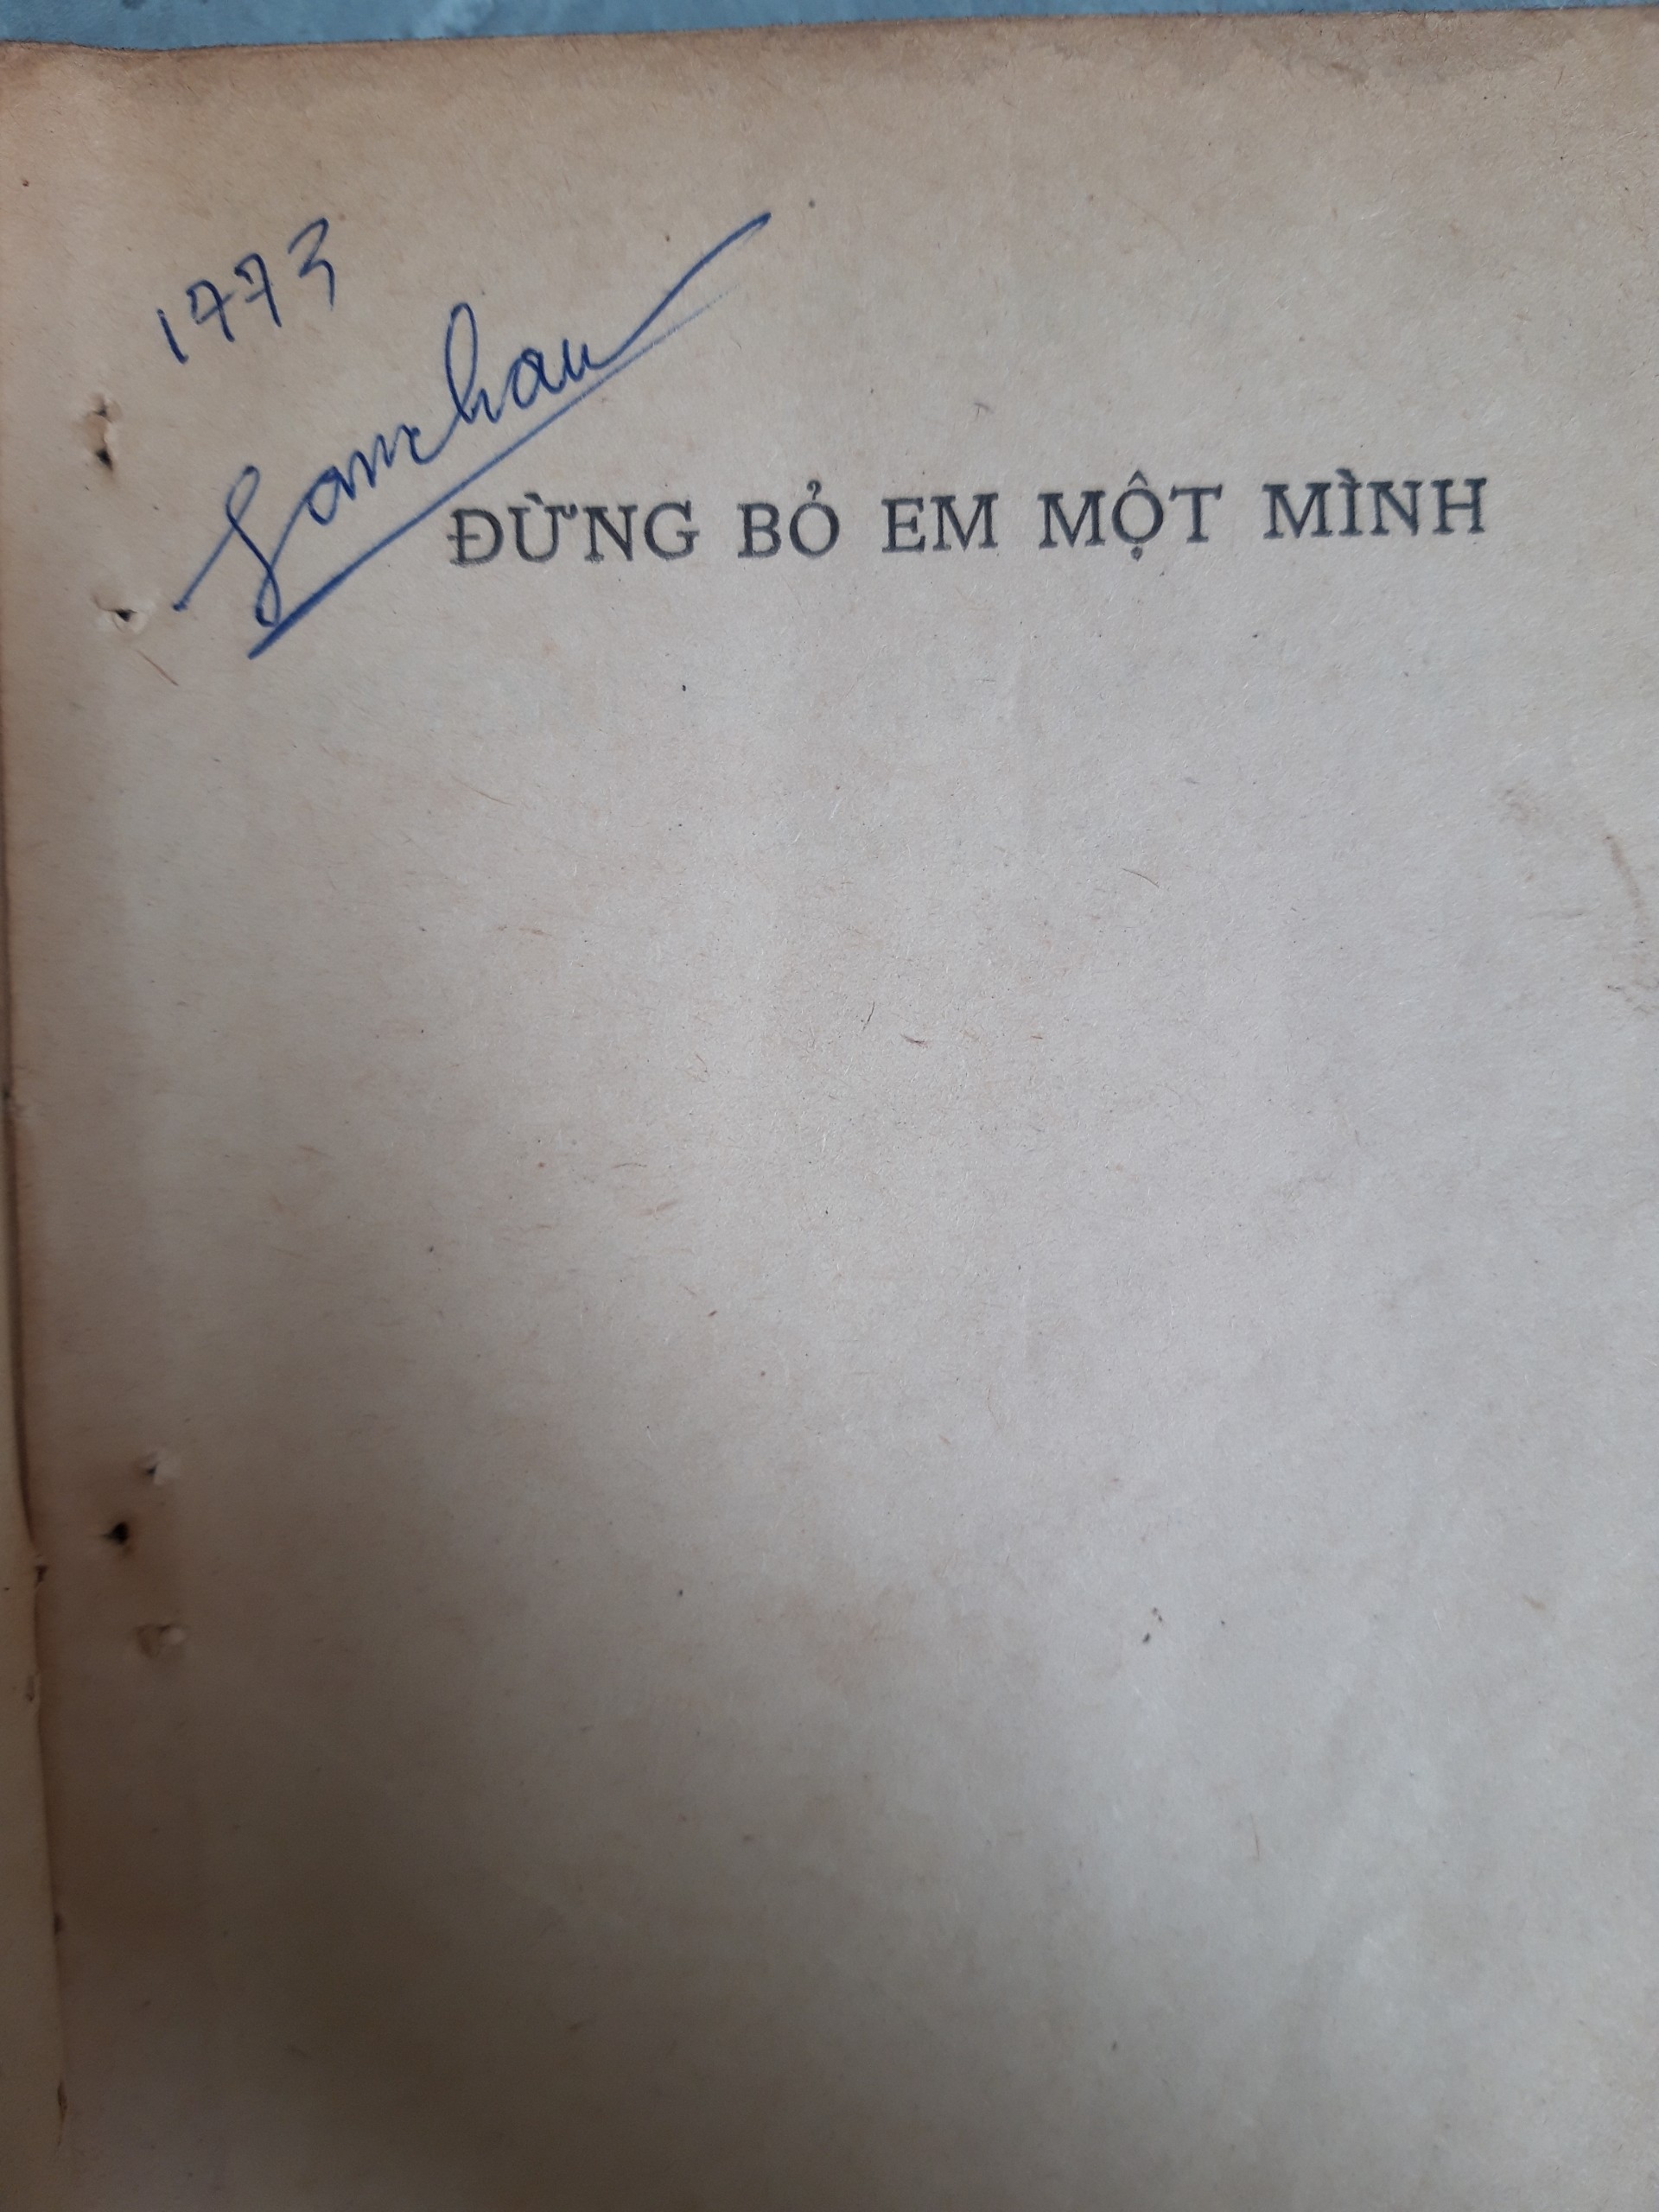 1973
ĐỪNG BỎ EM MỘT MÌNH